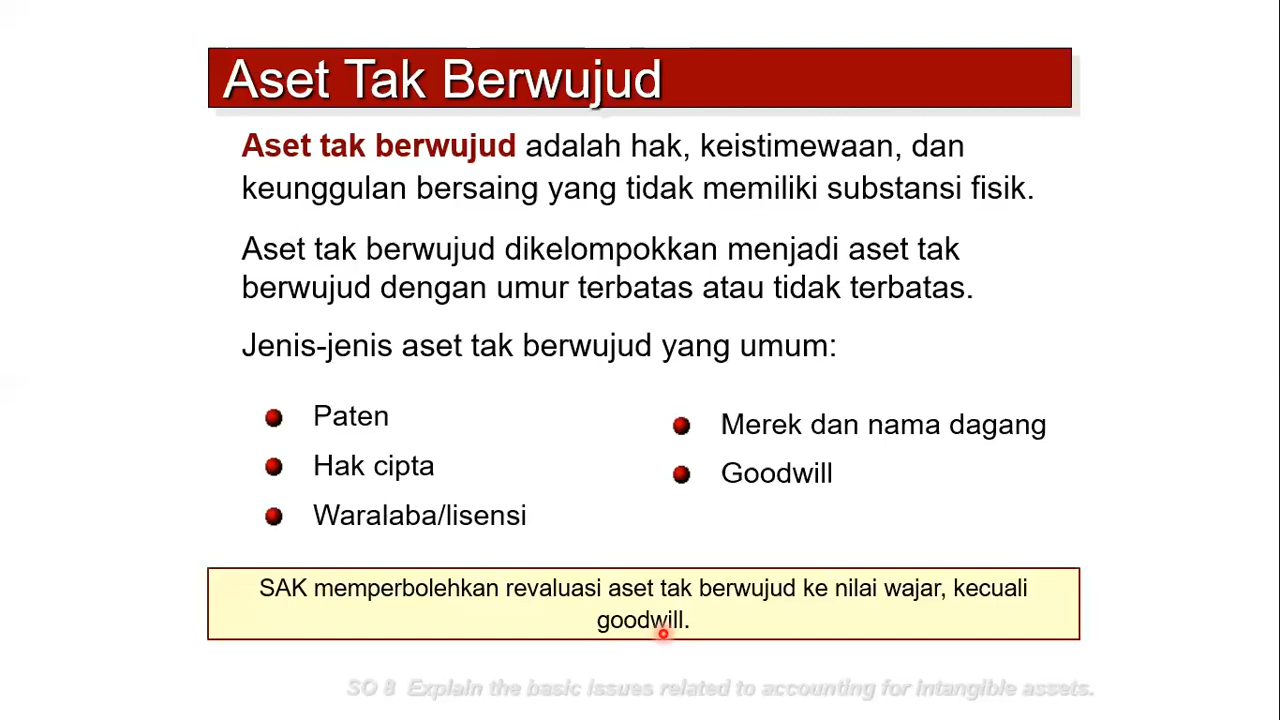 Aset Tak Berwujud
Aset tak berwujud adalah hak, keistimewaan, dan
keunggulan bersaing yang tidak memiliki substansi fisik.
Aset tak berwujud dikelompokkan menjadi aset tak
berwujud dengan umur terbatas atau tidak terbatas.
Jenis-jenis aset tak berwujud yang umum:
Paten
Hak cipta
Waralaba/lisensi
Merek dan nama dagang
Goodwill
SAK memperbolehkan revaluasi aset tak berwujud ke nilai wajar, kecuali
goodwill.
SO 8 Explain the basic issues related to accounting for intangible assets.